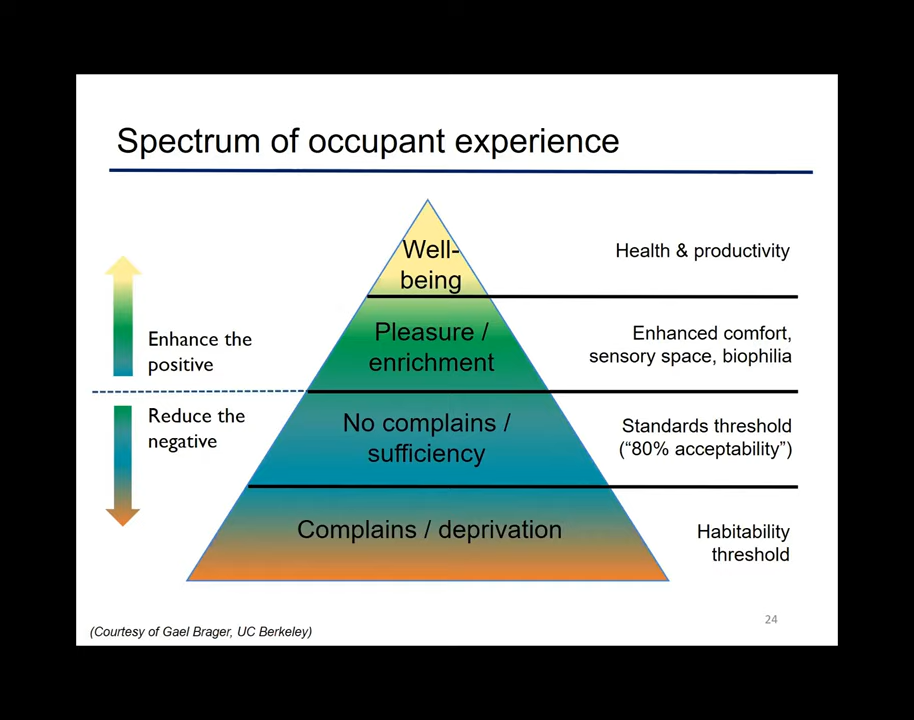 Spectrum of occupant experience
Well-
being
Health & productivity
Enhance the
positive
Pleasure /
enrichment
Enhanced comfort,
sensory space, biophilia
Reduce the
negative
No complains /
sufficiency
Standards threshold
(“80% acceptability”)
Complains / deprivation
Habitability
threshold
24
(Courtesy of Gael Brager, UC Berkeley)